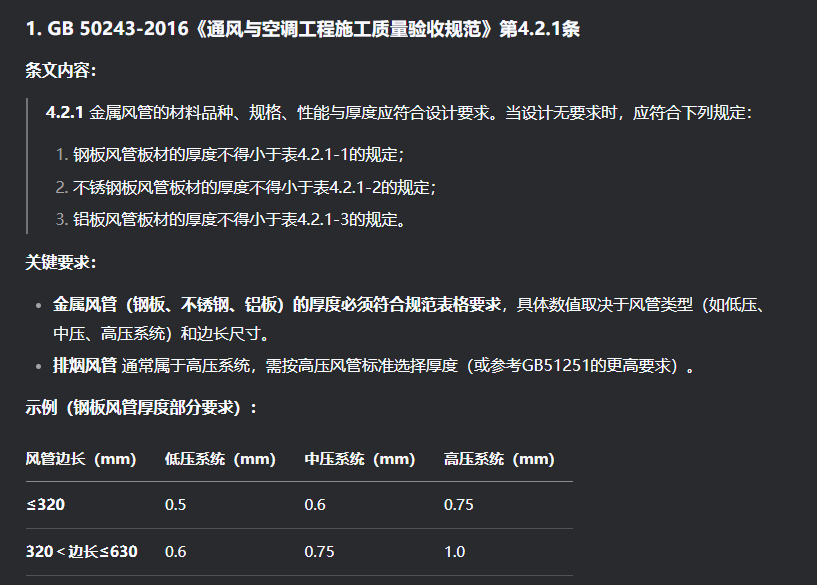 1. GB 50243-2016《通风与空调工程施工质量验收规范》第4.2.1条
条文内容：
4.2.1 金属风管的材料品种、规格、性能与厚度应符合设计要求。当设计无要求时，应符合下列规定：
1. 钢板风管板材的厚度不得小于表4.2.1-1的规定；
2. 不锈钢板风管板材的厚度不得小于表4.2.1-2的规定；
3. 铝板风管板材的厚度不得小于表4.2.1-3的规定。
关键要求：
• 金属风管（钢板、不锈钢、铝板）的厚度必须符合规范表格要求，具体数值取决于风管类型（如低压、
中压、高压系统）和边长尺寸。
• 排烟风管 通常属于高压系统，需按高压风管标准选择厚度（或参考GB51251的更高要求）。
示例（钢板风管厚度部分要求）：
风管边长（mm） 低压系统（mm） 中压系统（mm） 高压系统（mm）
≤320 0.5 0.6 0.75
320＜边长≤630 0.6 0.75 1.0